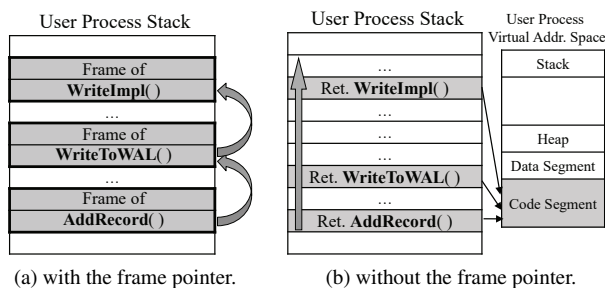 User Process Stack
Frame of
WriteImpl( )
...
Frame of
WriteToWAL( )
...
Frame of
AddRecord( )
(a) with the frame pointer.
User Process Stack
...
Ret. WriteImpl( )
...
...
...
Ret. WriteToWAL( )
...
Ret. AddRecord( )
User Process
Virtual Addr. Space
Stack
Heap
Data Segment
Code Segment
(b) without the frame pointer.